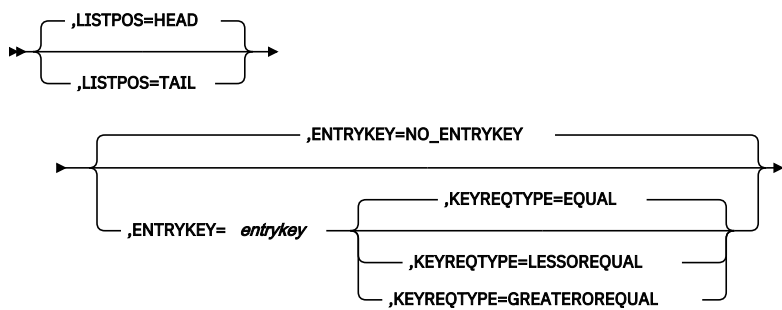 ,LISTPOS=HEAD
,LISTPOS=TAIL
,ENTRYKEY=NO_ENTRYKEY
,KEYREQTYPE=EQUAL
,ENTRYKEY= entrykey
,KEYREQTYPE=LESSOREQUAL
,KEYREQTYPE=GREATEROREQUAL